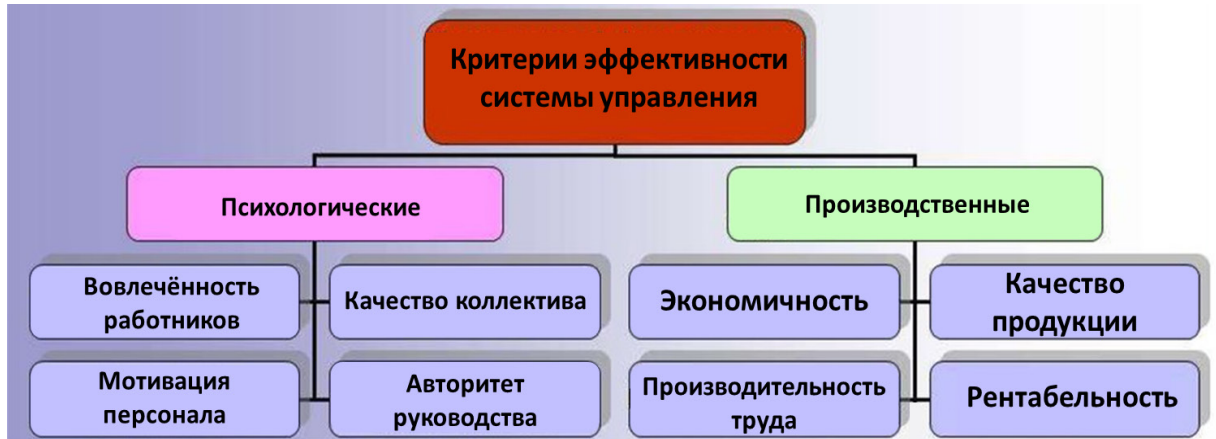 Критерии эффективности
системы управления
Психологические
Производственные
Вовлечённость
работников
Качество коллектива
Экономичность
Качество
продукции
Мотивация
персонала
Авторитет
руководства
Производительность
труда
Рентабельность